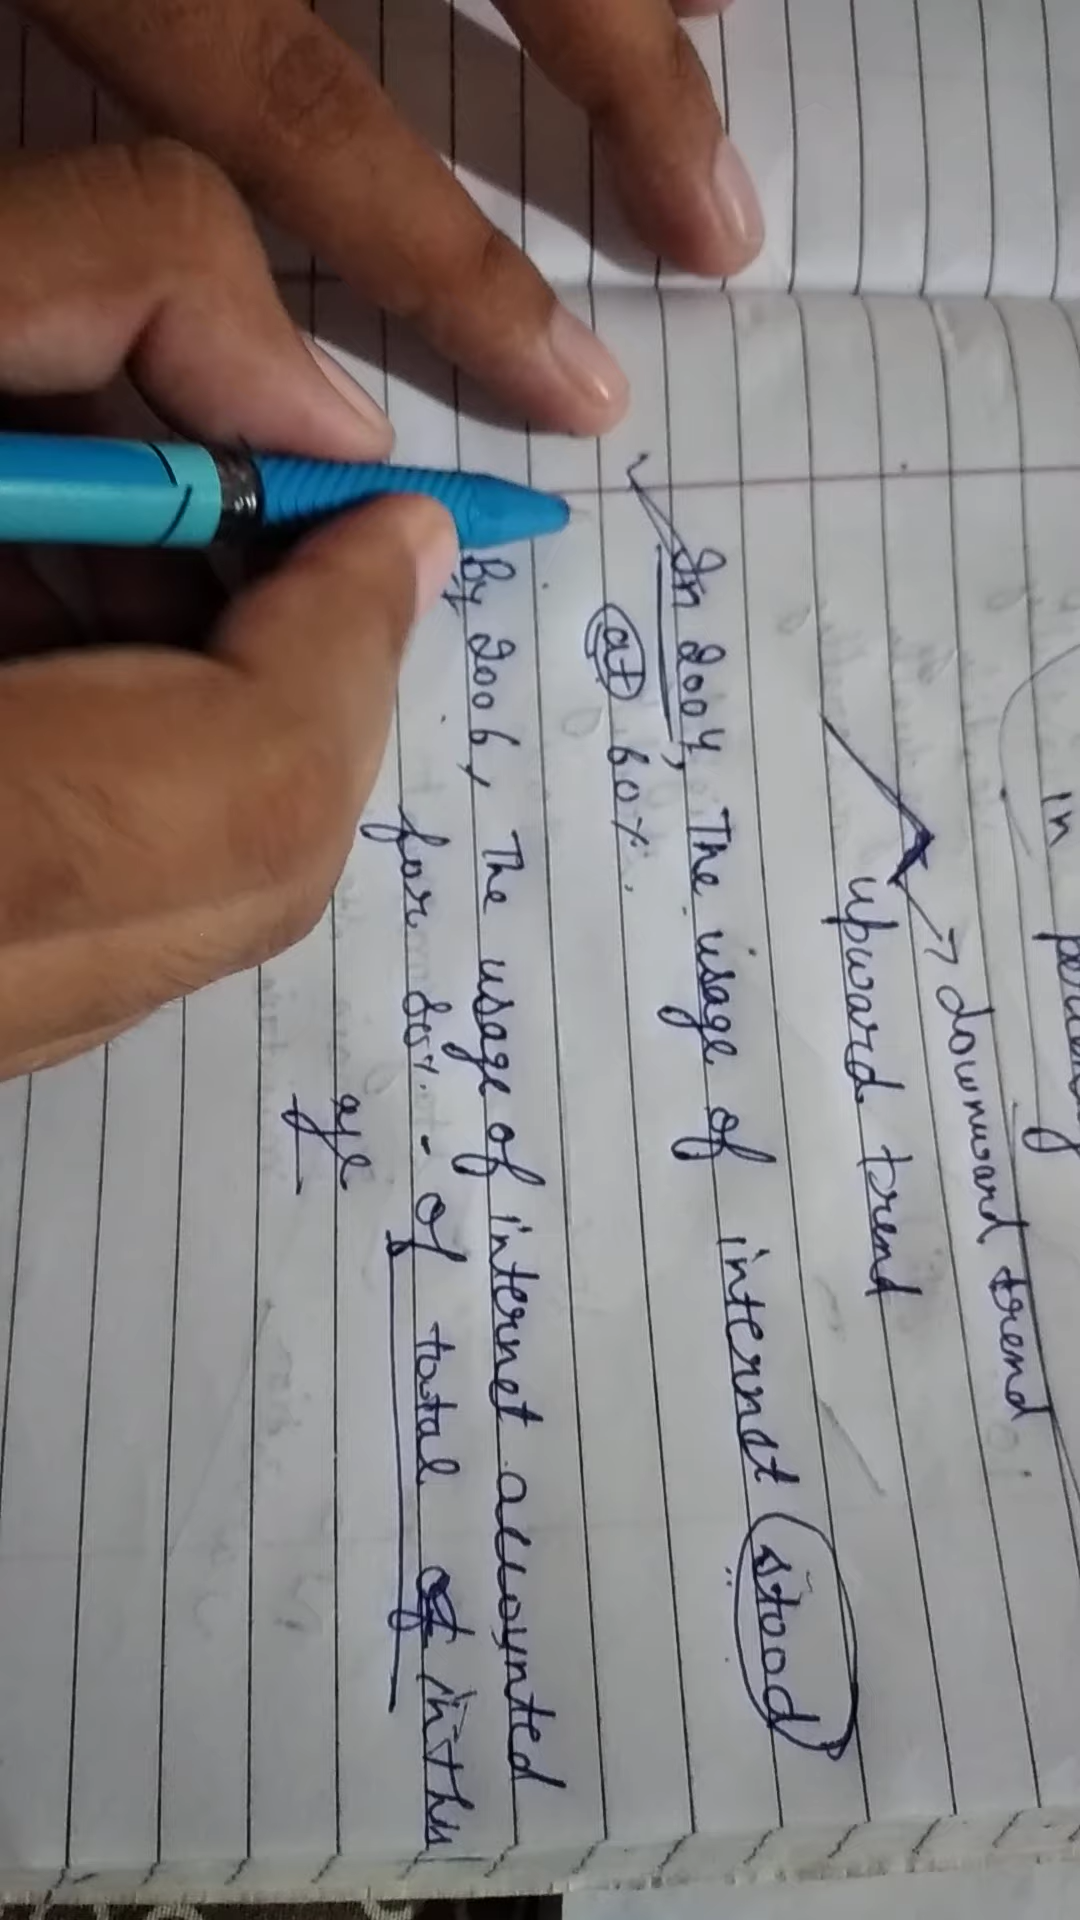 in
downward trend
upward trend
In 2004, The usage of internet stood
at 60%.
By 2006, The usage of internet accounted
for 80% of total in this
age